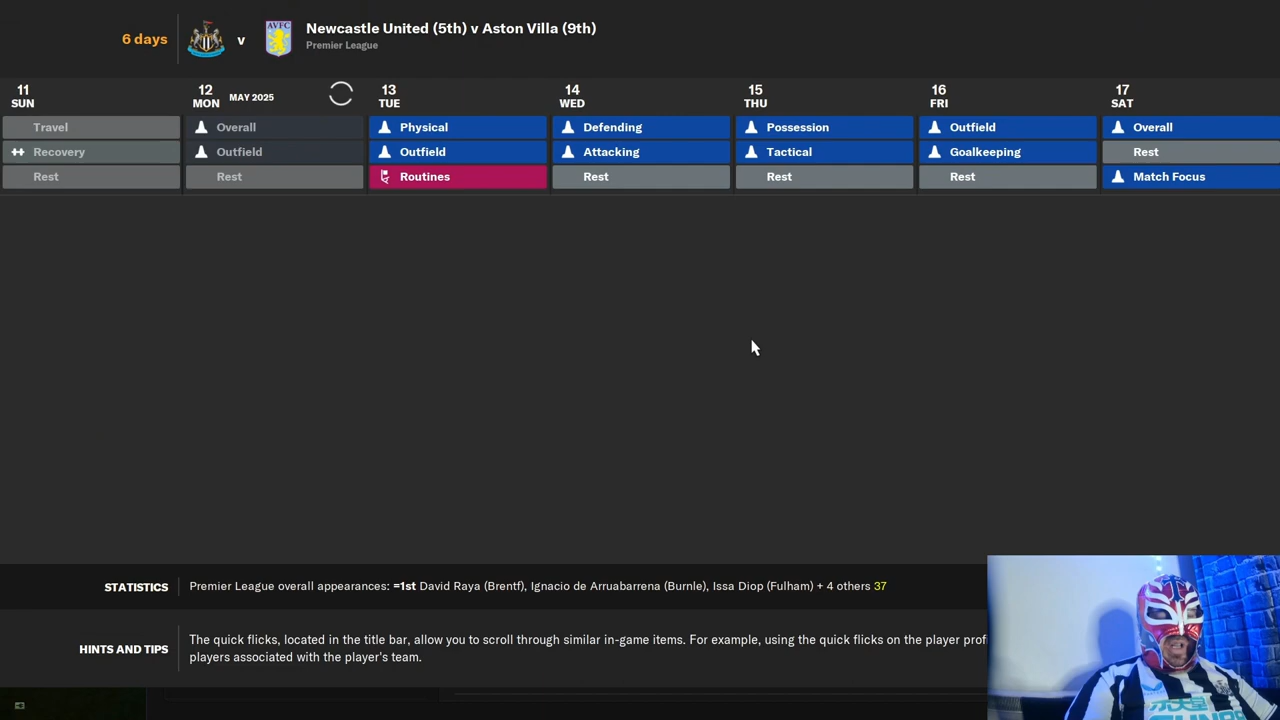 6 days
v
AVFC
Newcastle United (5th) v Aston Villa (9th)
Premier League
11
SUN
12
MON MAY 2025
13
TUE
14
WED
15
THU
16
FRI
17
SAT
Travel
Overall
Physical
Defending
Possession
Outfield
Overall
Recovery
Outfield
Outfield
Attacking
Tactical
Goalkeeping
Rest
Rest
Rest
Routines
Rest
Rest
Rest
Match Focus
STATISTICS
Premier League overall appearances: =1st David Raya (Brentf), Ignacio de Arruabarrena (Burnle), Issa Diop (Fulham) + 4 others 37
HINTS AND TIPS
The quick flicks, located in the title bar, allow you to scroll through similar in-game items. For example, using the quick flicks on the player prof
players associated with the player's team.